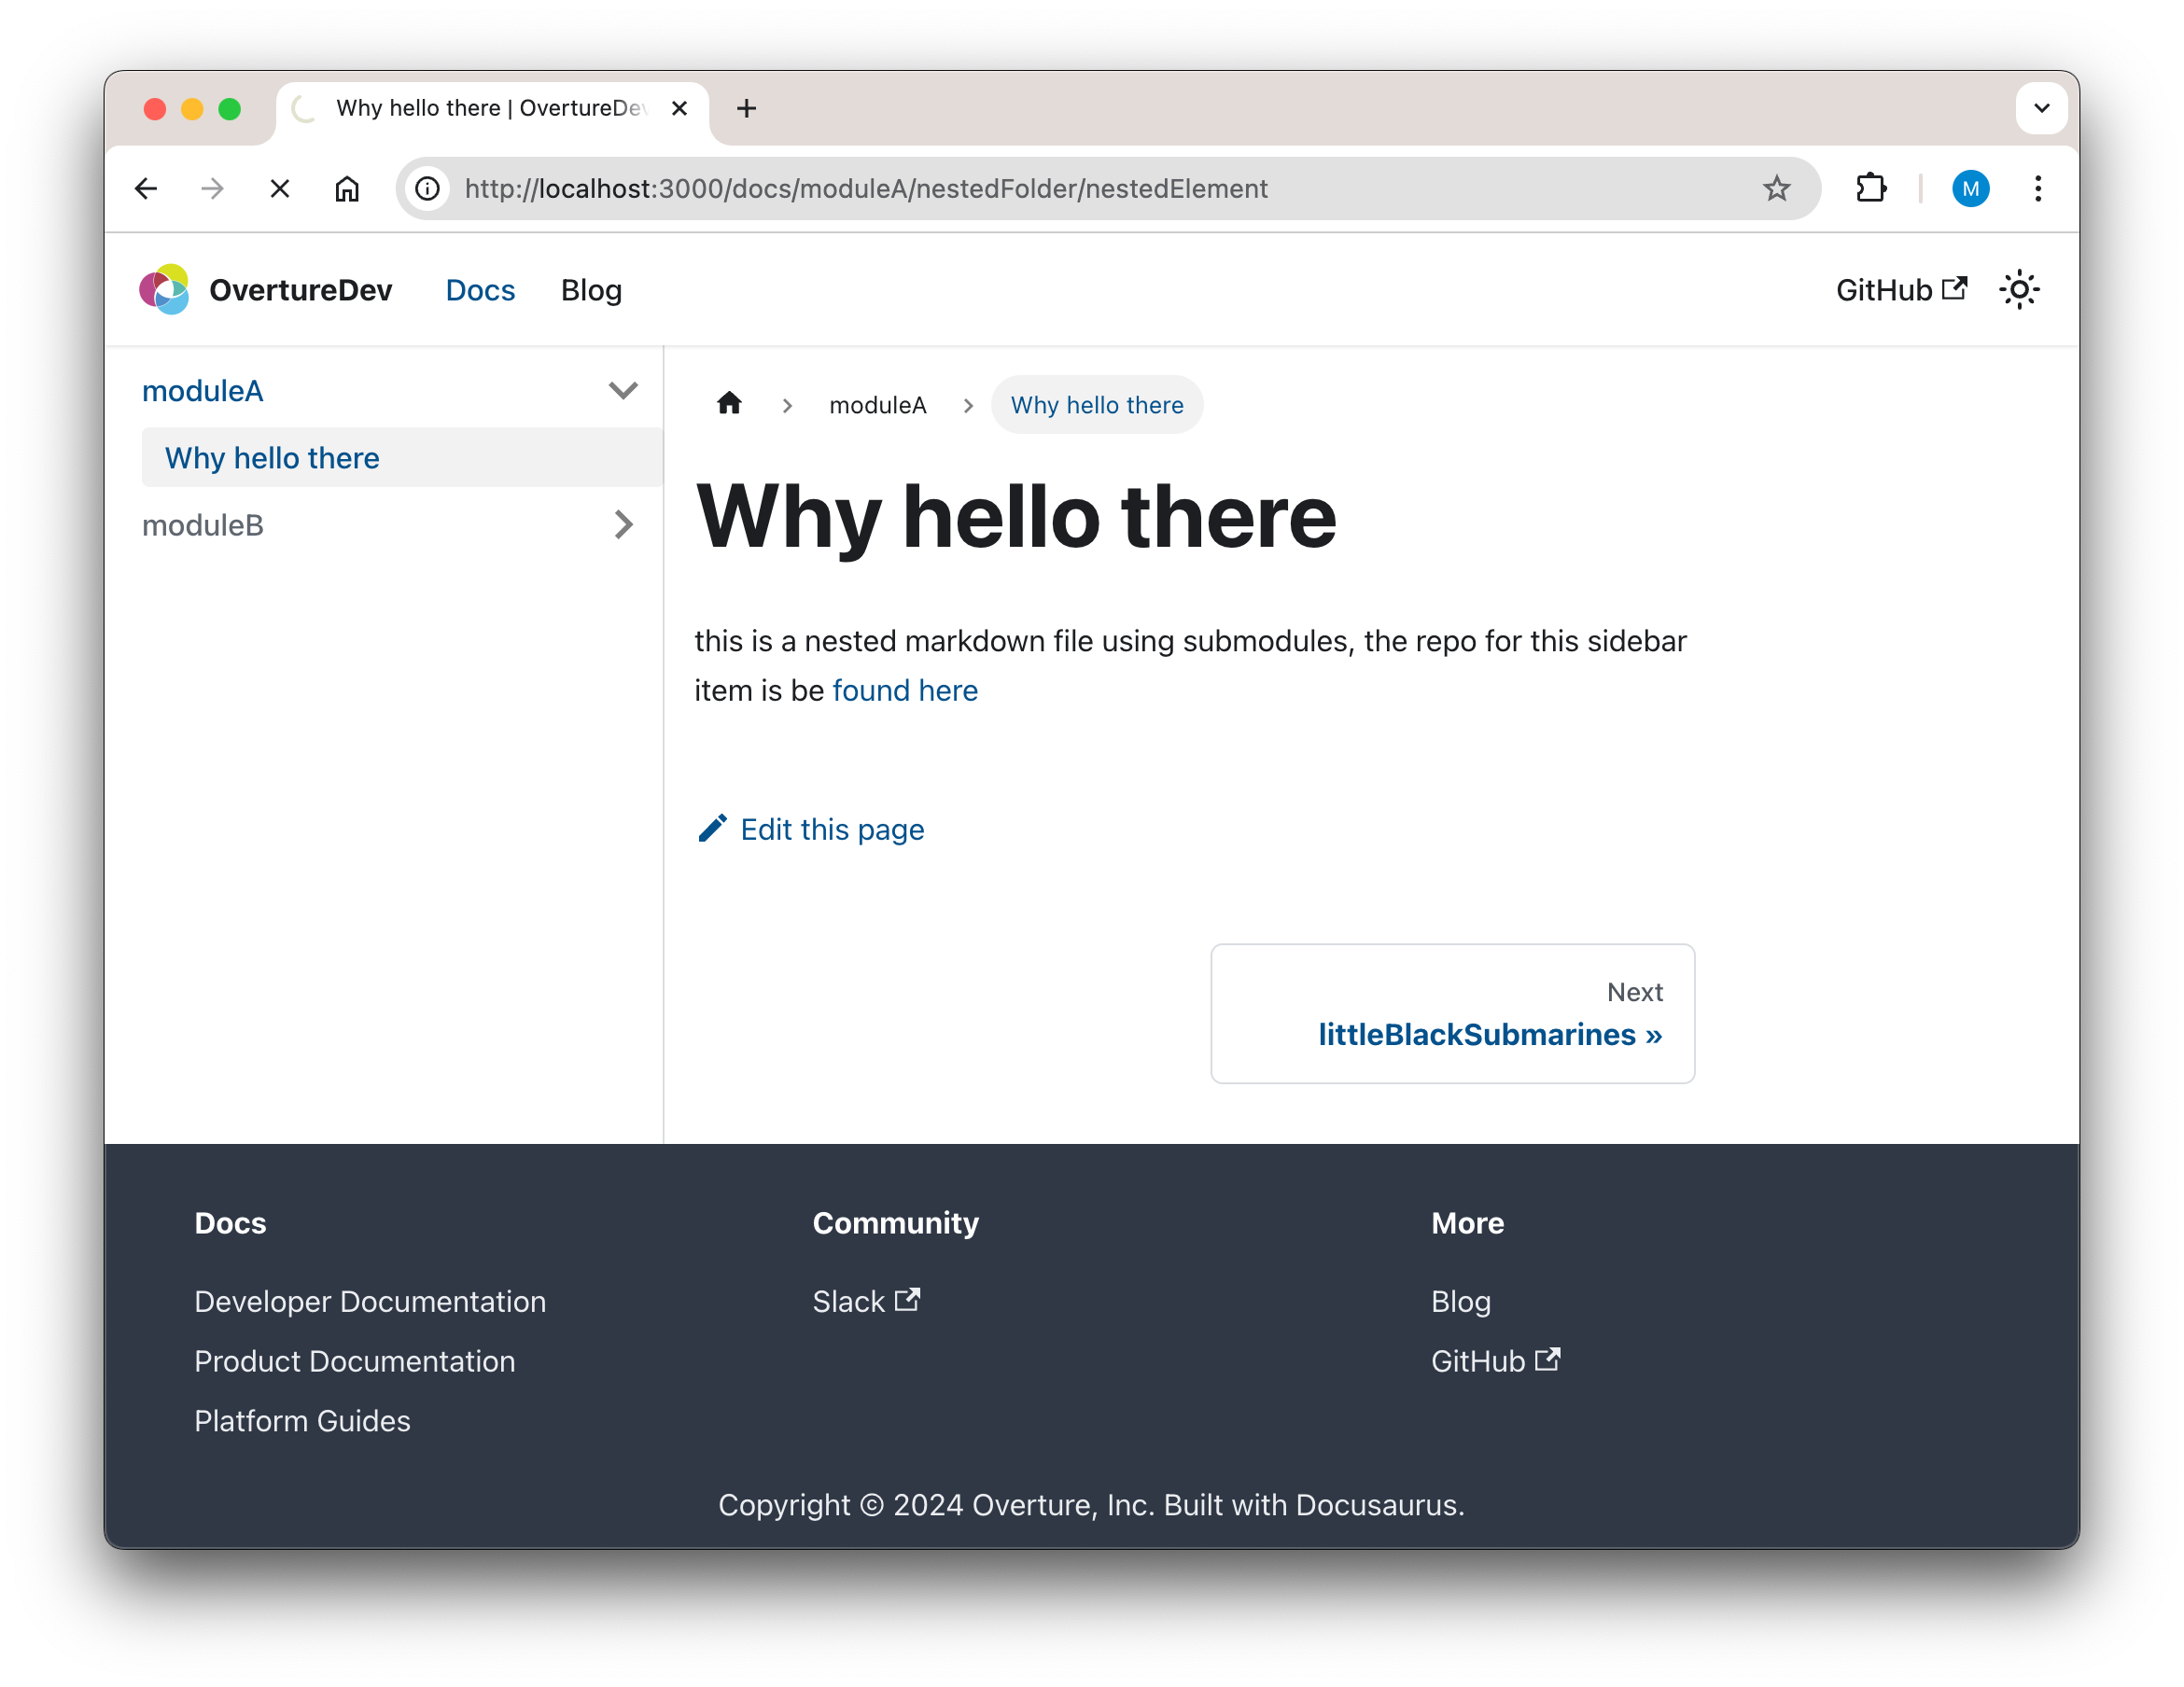 Why hello there | OvertureDev
http://localhost:3000/docs/moduleA/nestedFolder/nestedElement
M
OvertureDev
Docs
Blog
GitHub
moduleA
Why hello there
moduleB
moduleA
Why hello there
Why hello there
this is a nested markdown file using submodules, the repo for this sidebar
item is be found here
Edit this page
Next
littleBlackSubmarines »
Docs
Developer Documentation
Product Documentation
Platform Guides
Community
Slack
More
Blog
GitHub
Copyright © 2024 Overture, Inc. Built with Docusaurus.